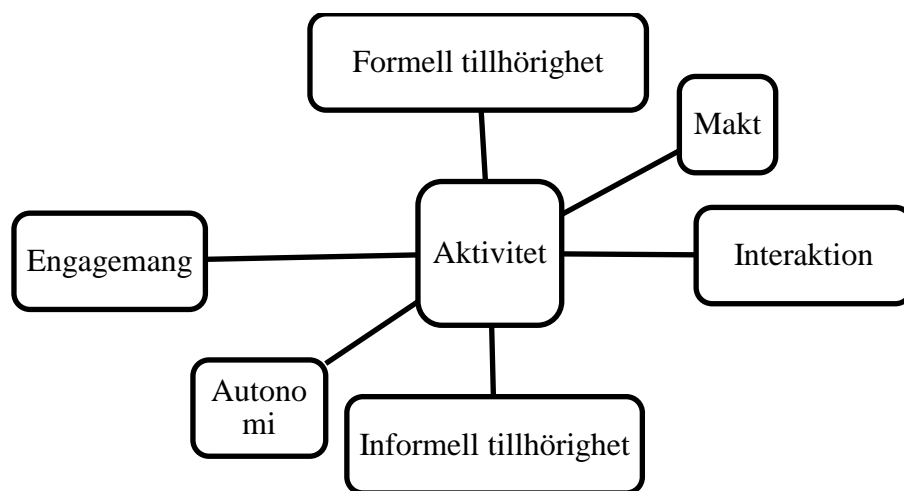 Formell tillhörighet
Makt
Engagemang
Aktivitet
Interaktion
Autono
mi
Informell tillhörighet